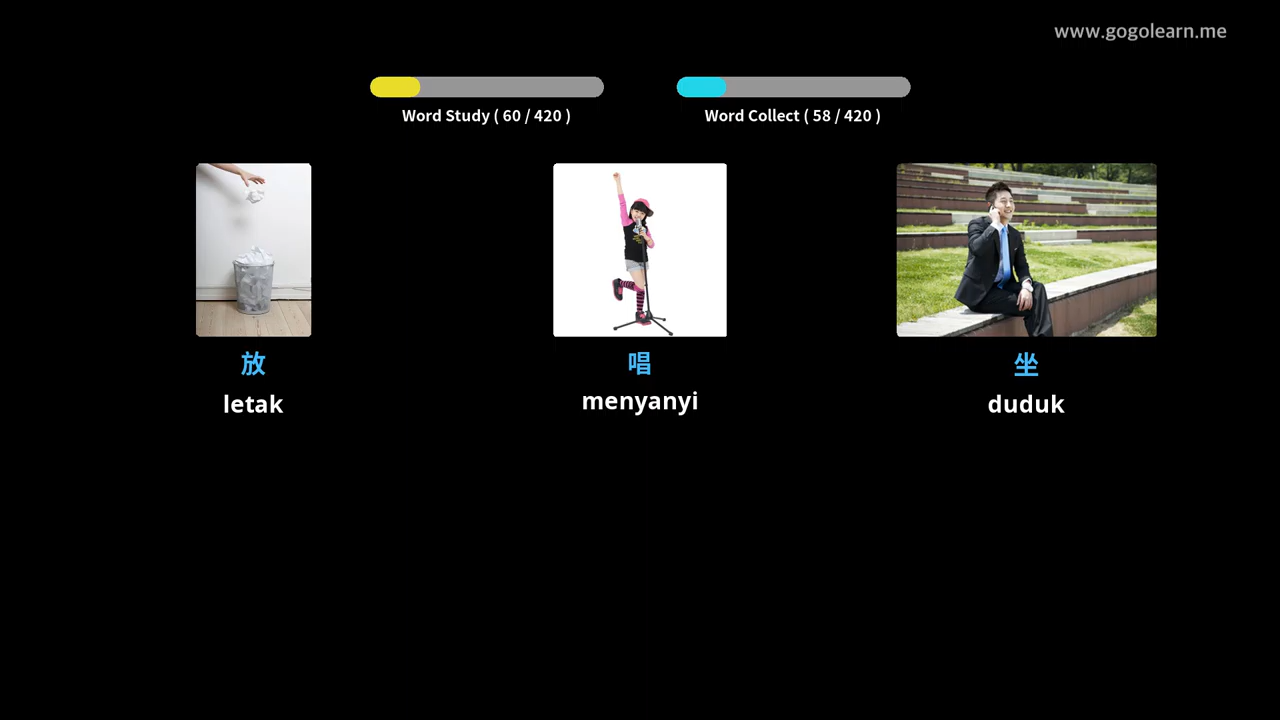 www.gogolearn.me
Word Study ( 60 / 420 )
Word Collect ( 58 / 420 )
放
letak
唱
menyanyi
坐
duduk